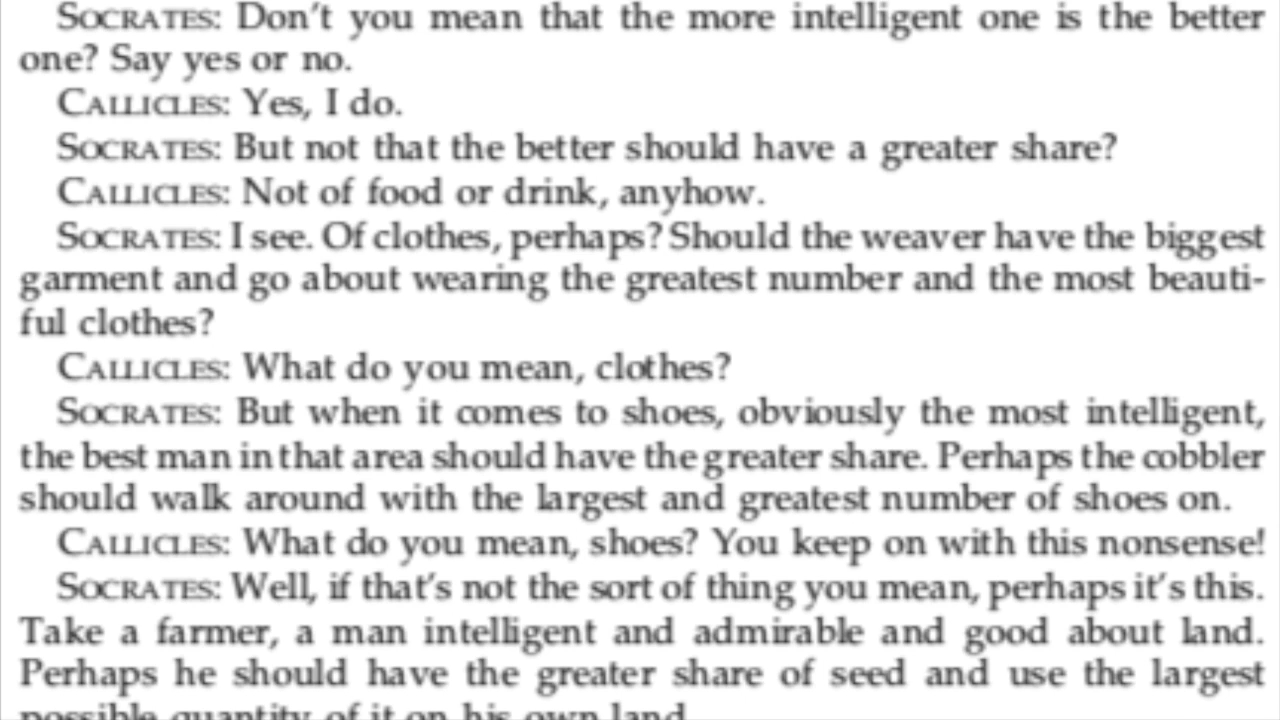 SOCRATES: Don't you mean that the more intelligent one is the better
one? Say yes or no.
CALLICLES: Yes, I do.
SOCRATES: But not that the better should have a greater share?
CALLICLES: Not of food or drink, anyhow.
SOCRATES: I see. Of clothes, perhaps? Should the weaver have the biggest
garment and go about wearing the greatest number and the most beauti-
ful clothes?
CALLICLES: What do you mean, clothes?
SOCRATES: But when it comes to shoes, obviously the most intelligent,
the best man in that area should have the greater share. Perhaps the cobbler
should walk around with the largest and greatest number of shoes on.
CALLICLES: What do you mean, shoes? You keep on with this nonsense!
SOCRATES: Well, if that's not the sort of thing you mean, perhaps it's this.
Take a farmer, a man intelligent and admirable and good about land.
Perhaps he should have the greater share of seed and use the largest
possible quantity of it on his own land.